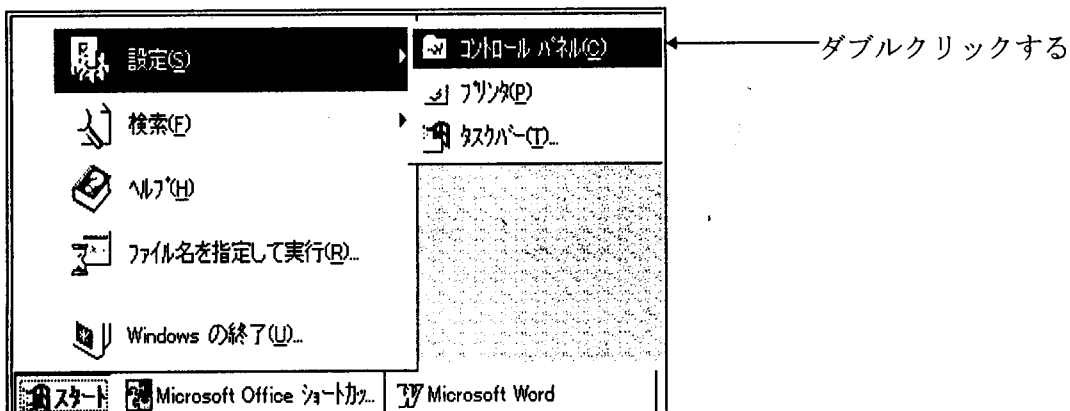 設定(S)
検索(F)
ヘルプ(H)
ファイル名を指定して実行(R)...
Windows の終了(U)...
コントロール パネル(C)
プリンタ(P)
タスクバー(T)...
ダブルクリックする
スタート
Microsoft Office ショートカッ...
Microsoft Word